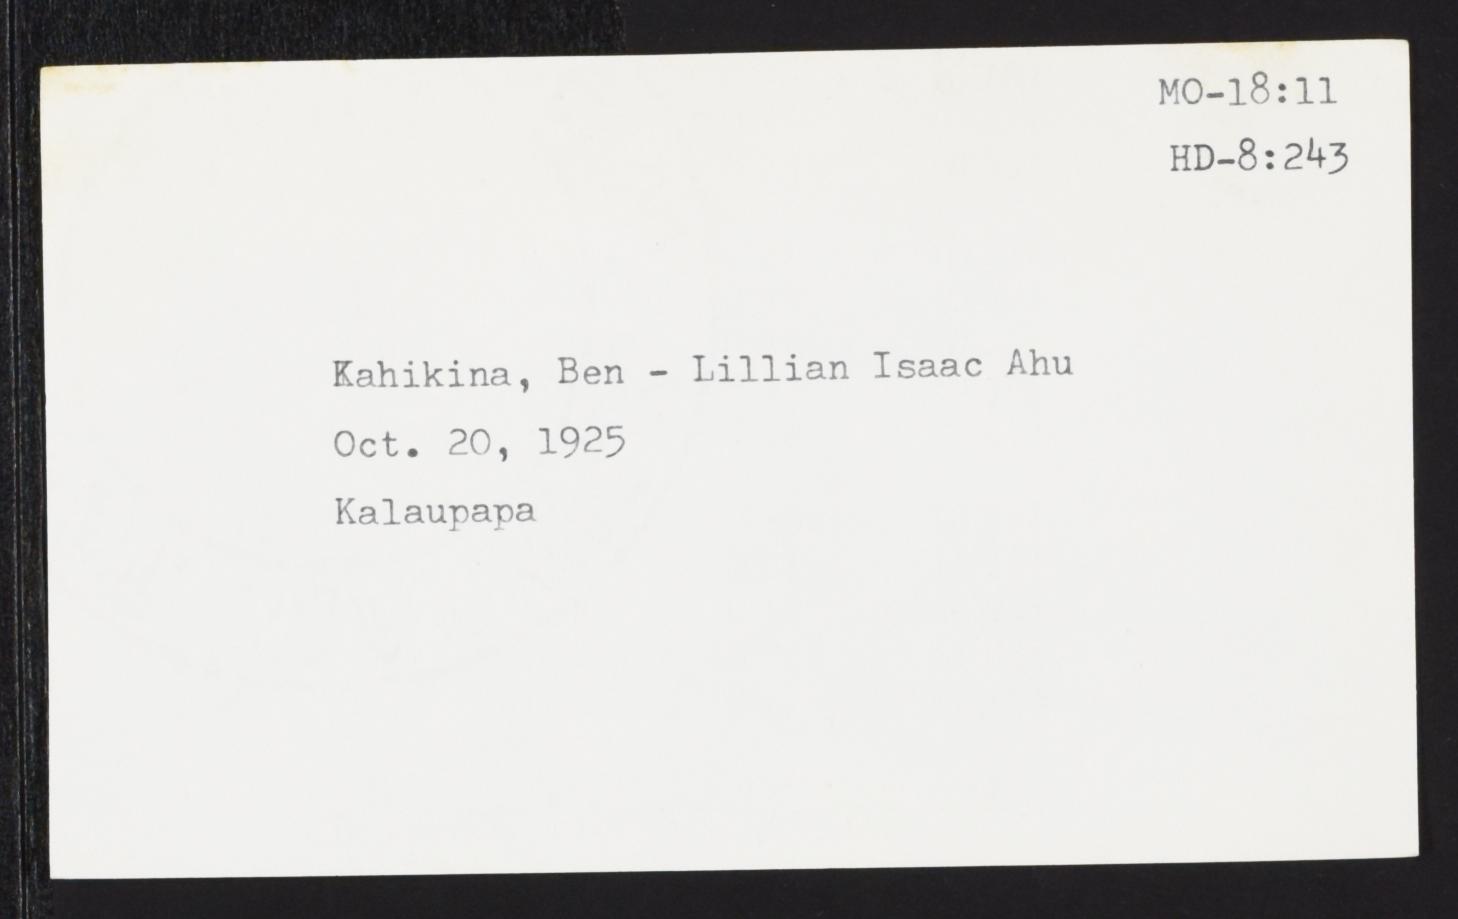 MO-18:11
HD-8:243
Kahikina, Ben - Lillian Isaac Ahu
Oct. 20, 1925
Kalaupapa